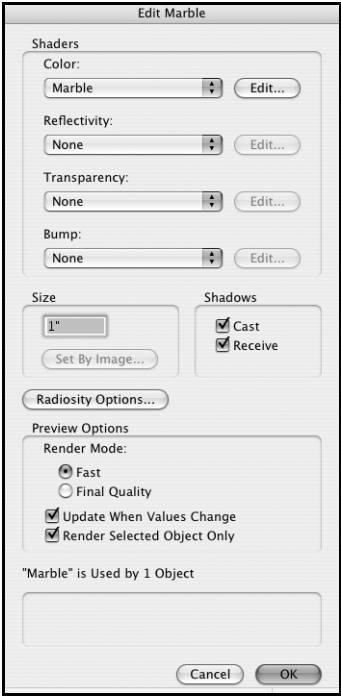 Edit Marble
Shaders
Color:
Marble
Edit...
Reflectivity:
None
Edit...
Transparency:
None
Edit...
Bump:
None
Edit...
Size
Shadows
1"
Cast
Set By Image...
Receive
Radiosity Options...
Preview Options
Render Mode:
Fast
Final Quality
Update When Values Change
Render Selected Object Only
"Marble" is Used by 1 Object
Cancel
OK